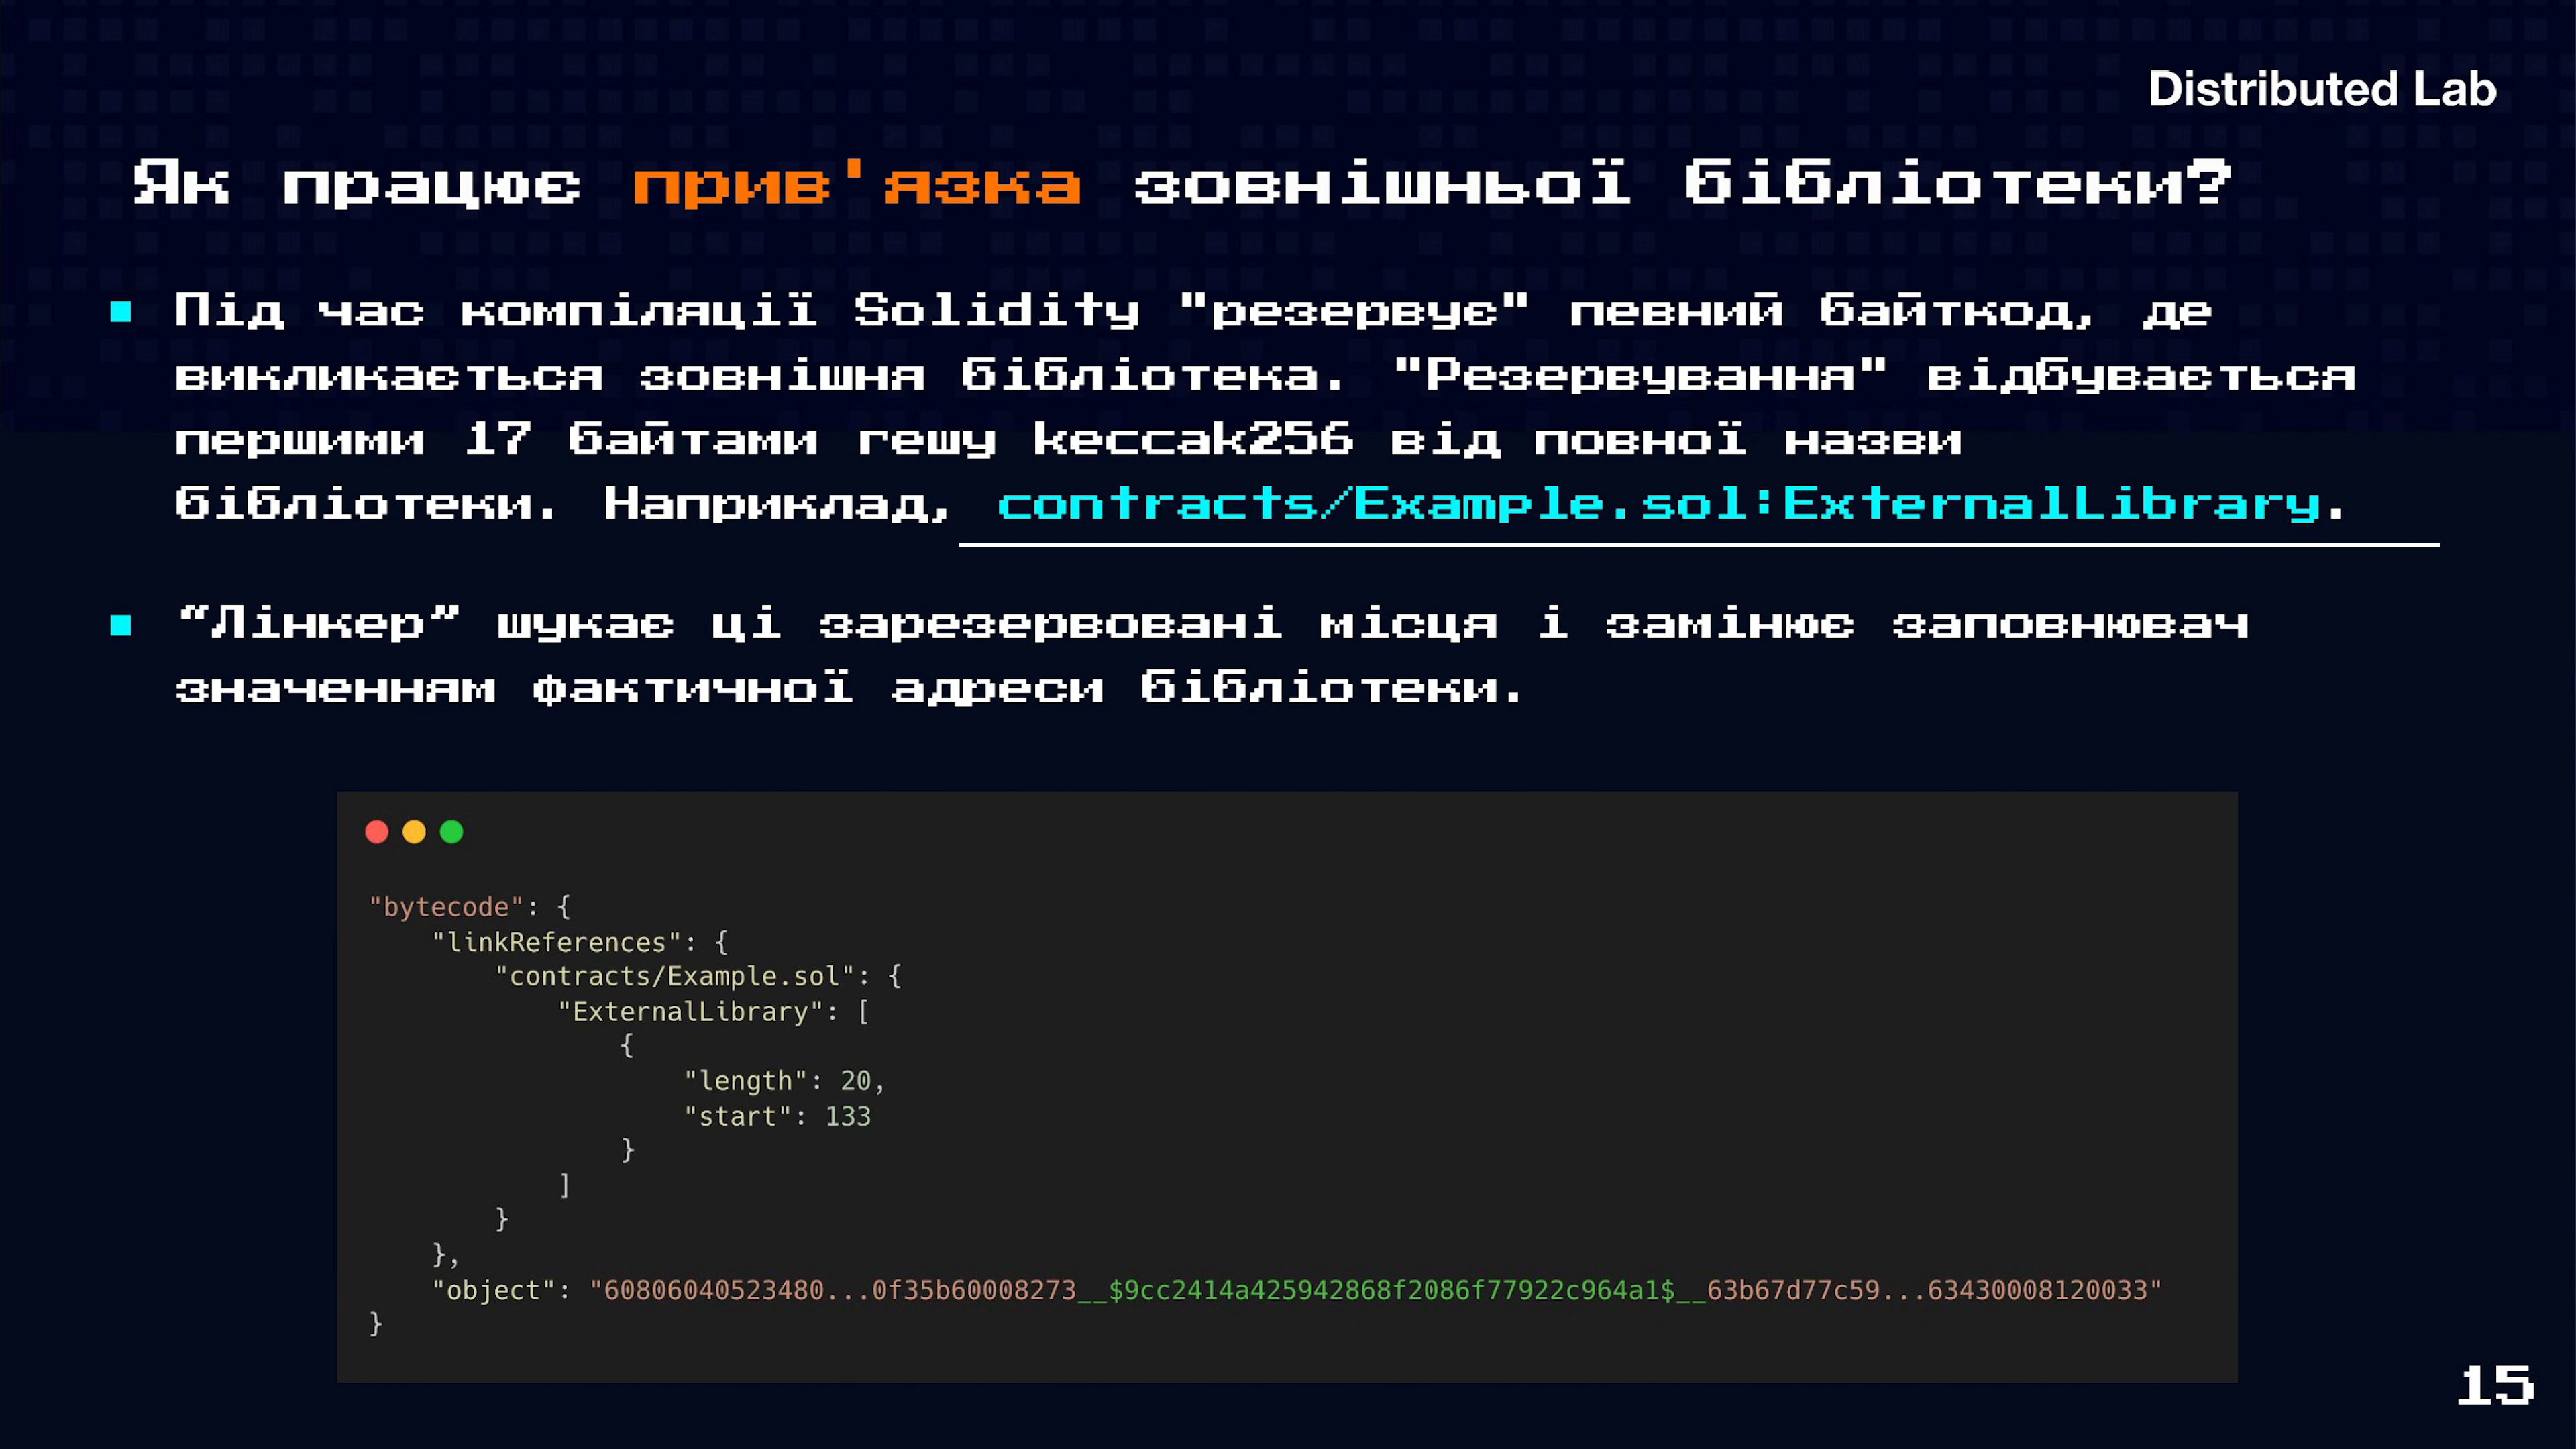 Distributed Lab
Як працює прив'язка зовнішньої бібліотеки?
Під час компіляції Solidity "резервує" певний байткод, де
викликається зовнішня бібліотека. "Резервування" відбувається
першими 17 байтами гешу keccak256 від повної назви
бібліотеки. Наприклад, contracts/Example.sol:ExternalLibrary.
“Лінкер” шукає ці зарезервовані місця і замінює заповнювач
значенням фактичної адреси бібліотеки.
"bytecode": {
"linkReferences": {
"contracts/Example.sol": {
"ExternalLibrary": [
{
"length": 20,
"start": 133
}
]
}
},
"object": "60806040523480...0f35b60008273__$9cc2414a425942868f2086f77922c964a1$__63b67d77c59...63430008120033"
}
15